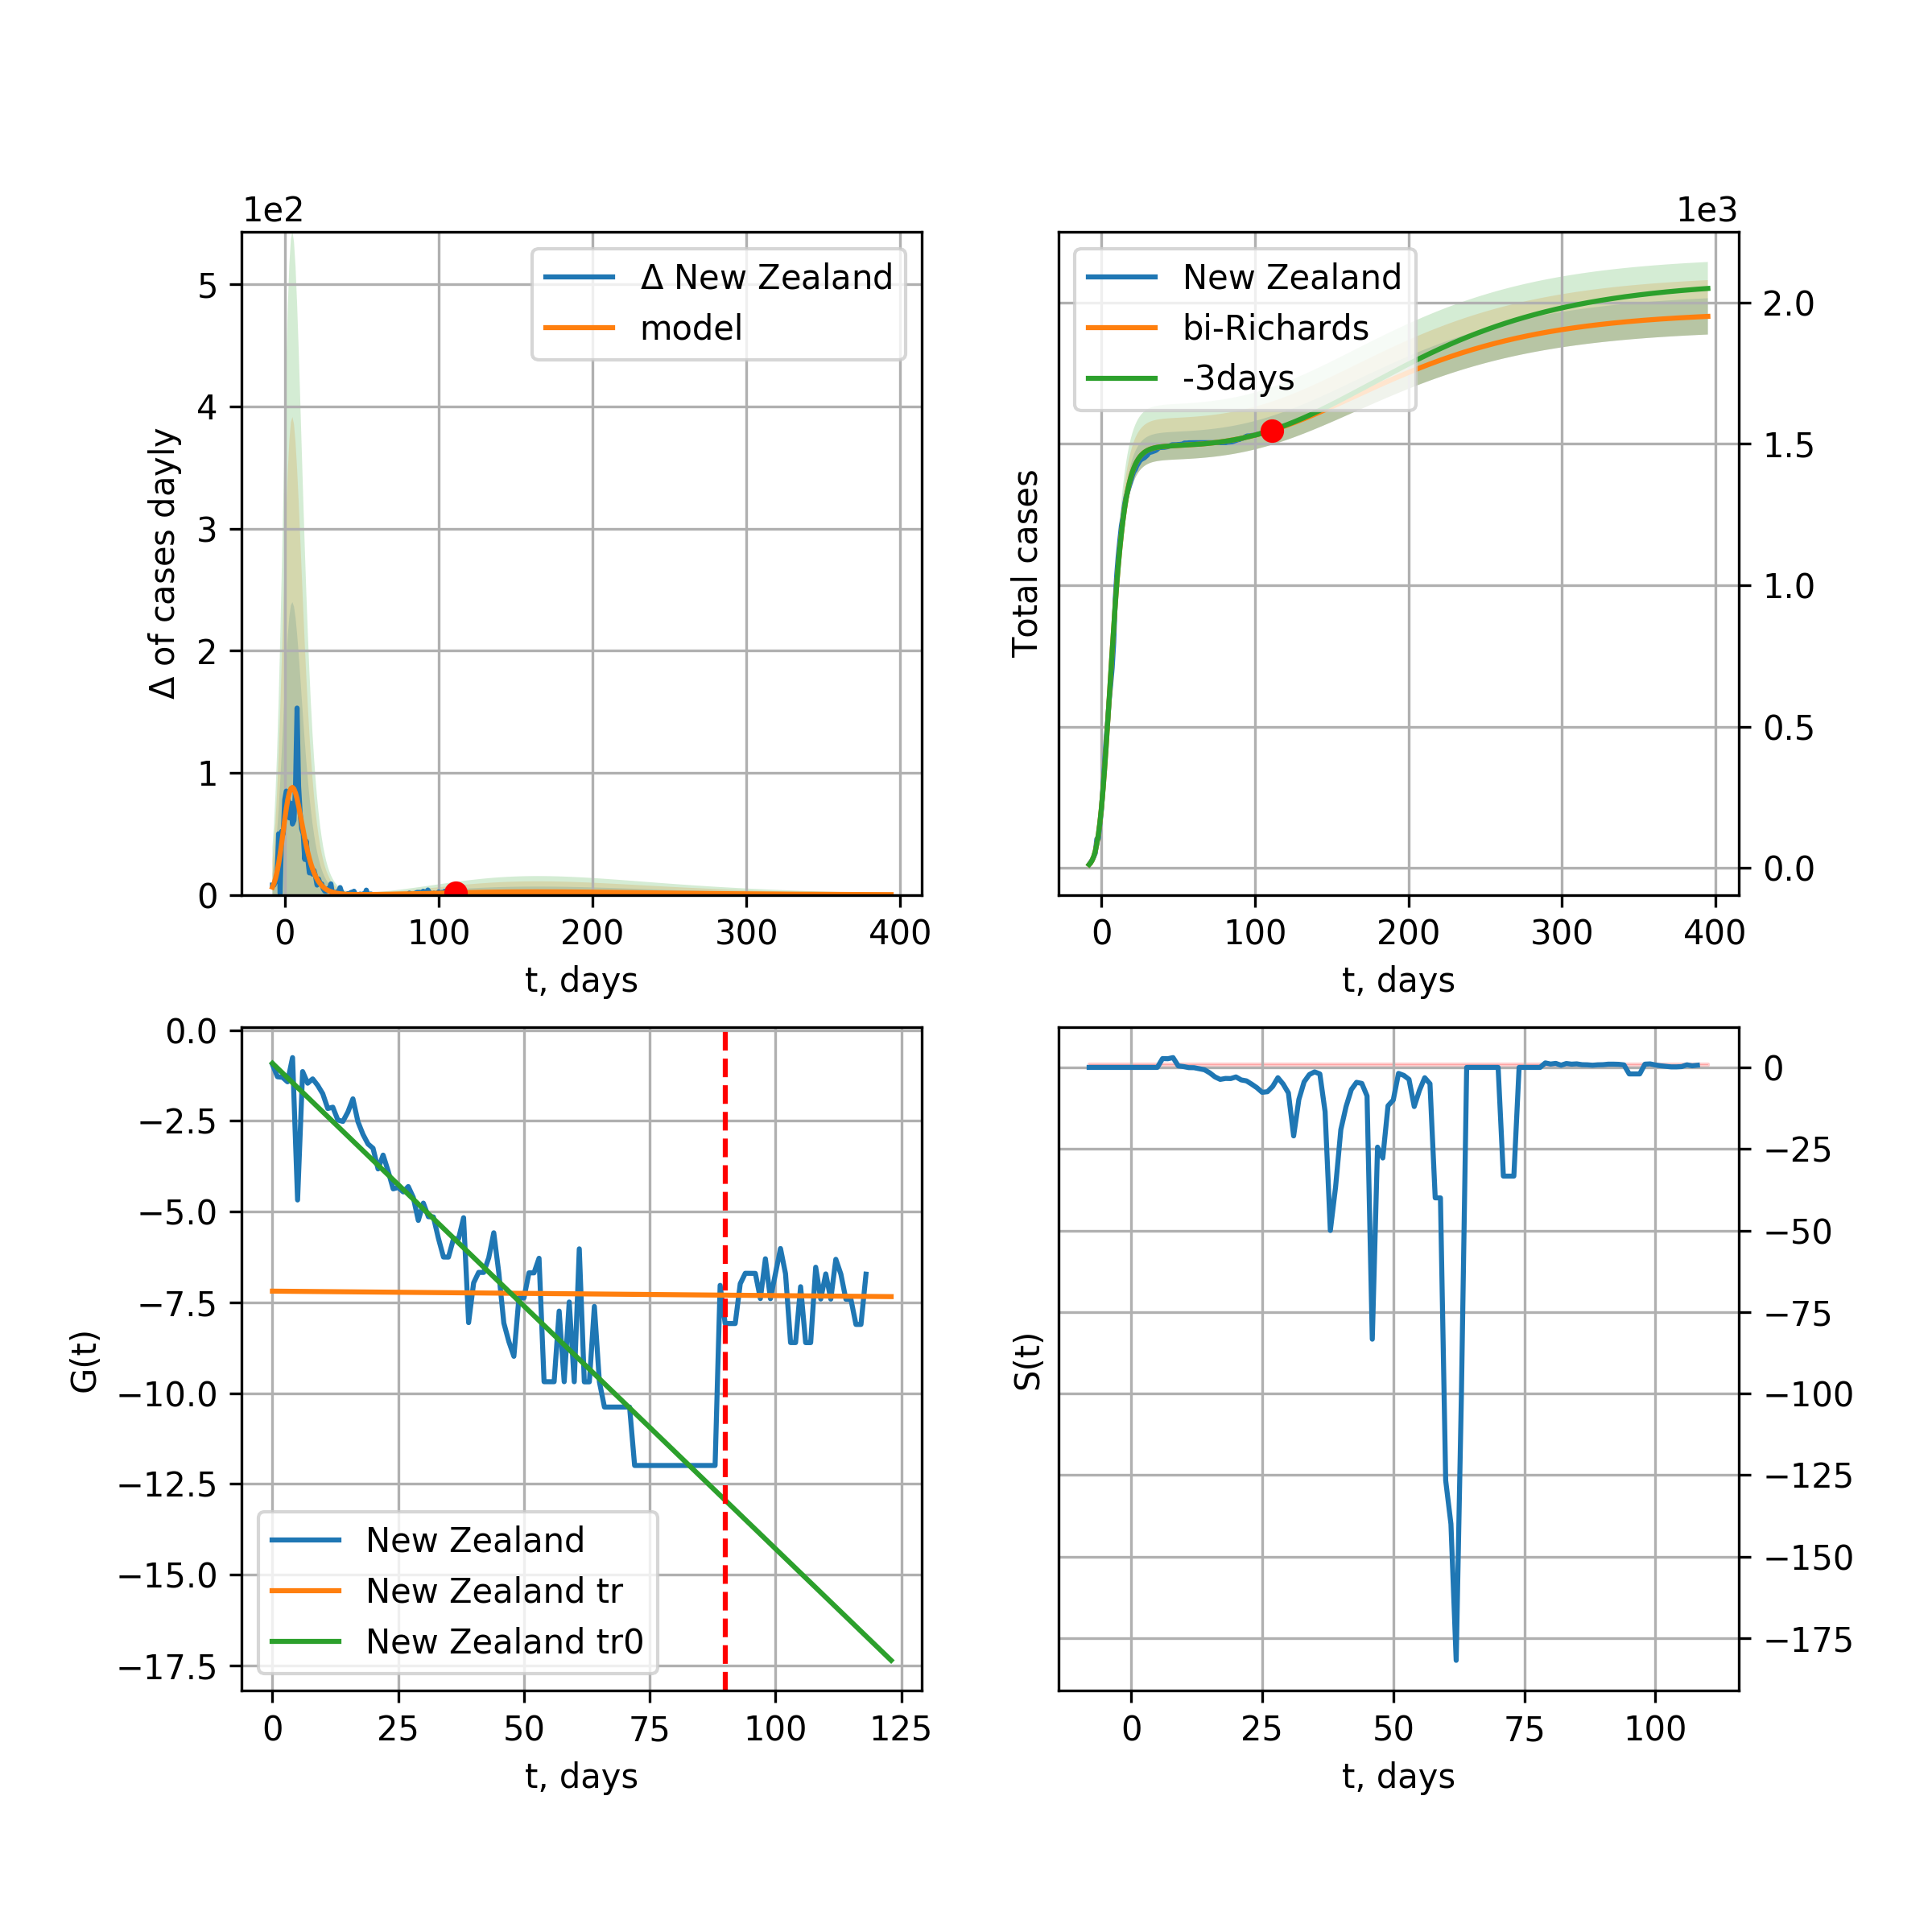 1e2
Δ of cases dayly
5
4
3
2
1
0
Δ New Zealand
model
0 100 200 300 400
t, days
1e3
Total cases
New Zealand
bi-Richards
-3days
2.0
1.5
1.0
0.5
0.0
0 100 200 300 400
t, days
G(t)
0.0
−2.5
−5.0
−7.5
−10.0
−12.5
−15.0
−17.5
New Zealand
New Zealand tr
New Zealand tr0
0 25 50 75 100 125
t, days
S(t)
0
−25
−50
−75
−100
−125
−150
−175
0 25 50 75 100
t, days